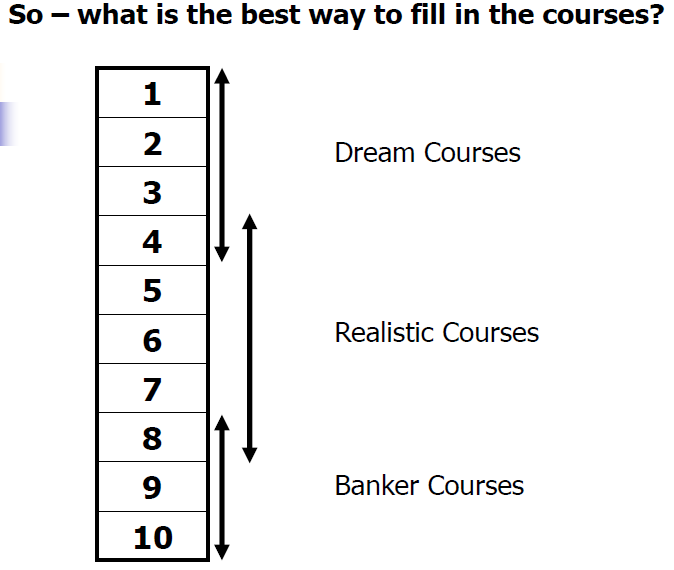 So – what is the best way to fill in the courses?
1
2
Dream Courses
3
4
5
6
Realistic Courses
7
8
9
Banker Courses
10